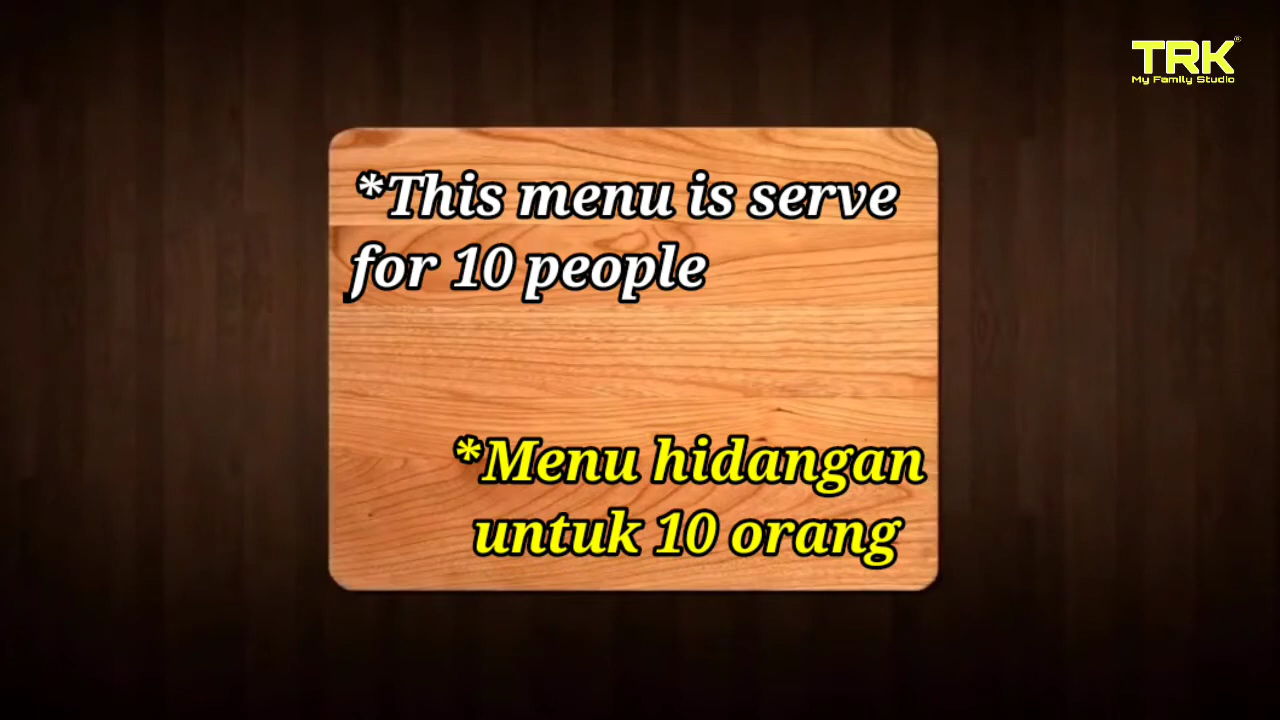 TRK®
My Family Studio
*This menu is serve
for 10 people
*Menu hidangan
untuk 10 orang